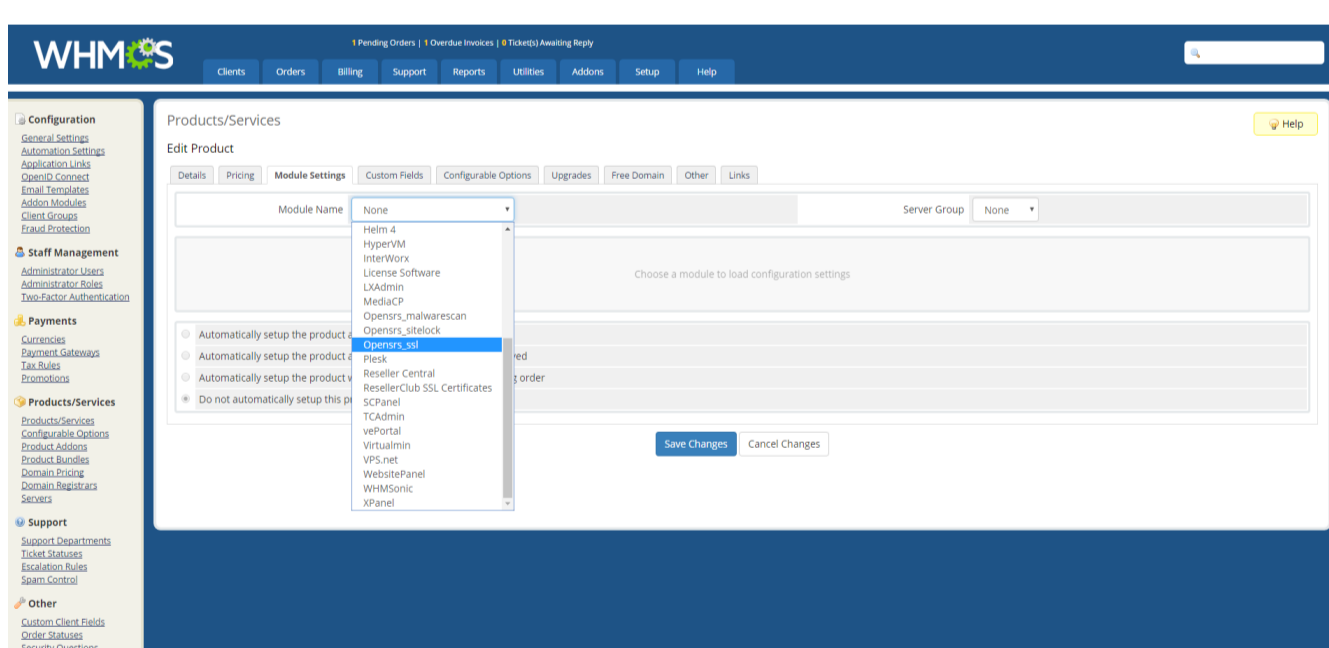 WHMCS
1 Pending Orders | 1 Overdue Invoices | 0 Ticket(s) Awaiting Reply
Clients Orders Billing Support Reports Utilities Addons Setup Help
Configuration
General Settings
Automation Settings
Application Links
OpenID Connect
Email Templates
Addon Modules
Client Groups
Fraud Protection
Staff Management
Administrator Users
Administrator Roles
Two-Factor Authentication
Payments
Currencies
Payment Gateways
Tax Rules
Promotions
Products/Services
Products/Services
Configurable Options
Product Addons
Product Bundles
Domain Pricing
Domain Registrars
Servers
Support
Support Departments
Ticket Statuses
Escalation Rules
Spam Control
Other
Custom Client Fields
Order Statuses
Security Questions
Products/Services
Help
Edit Product
Details Pricing Module Settings Custom Fields Configurable Options Upgrades Free Domain Other Links
Module Name None Server Group None
Helm 4
HyperVM
InterWorx
License Software
LXAdmin
MediaCP
Opensrs_malwarescan
Opensrs_sitelock
Opensrs_ssl
Plesk
Reseller Central
ResellerClub SSL Certificates
SCPanel
TCAdmin
vePortal
Virtualmin
VPS.net
WebsitePanel
WHMSonic
XPanel
Choose a module to load configuration settings
Automatically setup the product
Automatically setup the product
Automatically setup the product order
Do not automatically setup this
Save Changes Cancel Changes